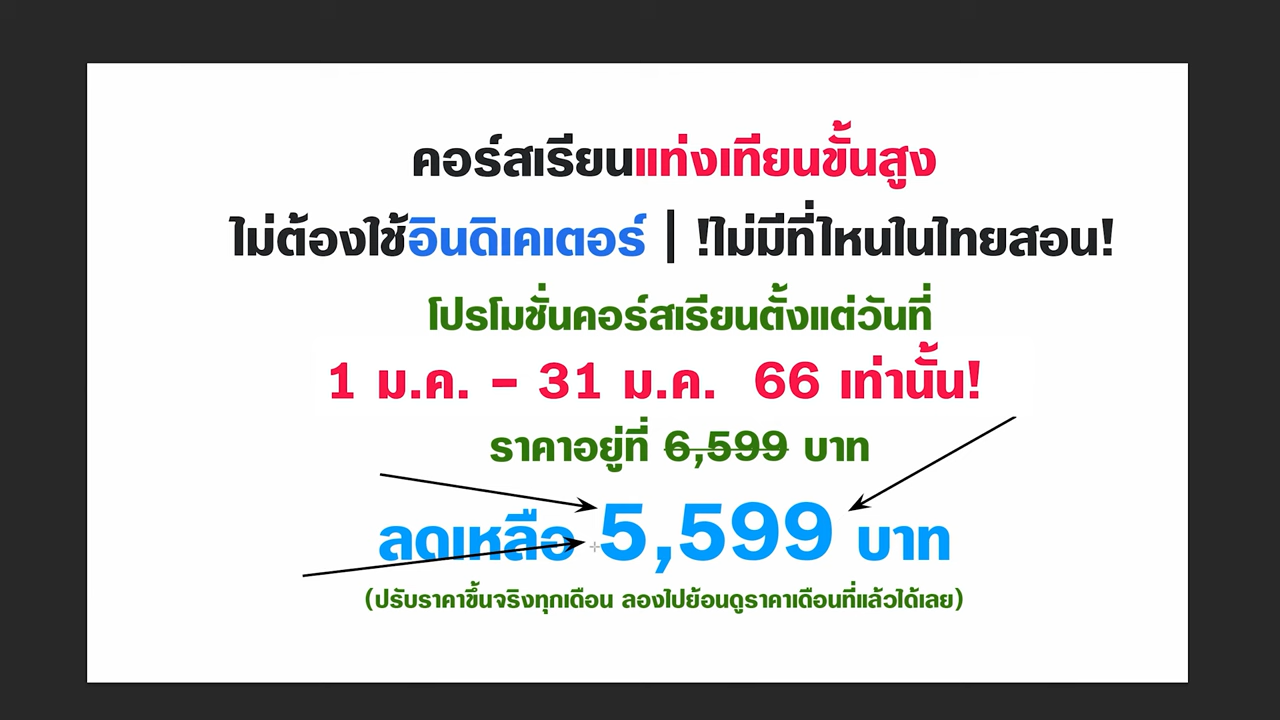 คอร์สเรียนแท่งเทียนขั้นสูง
ไม่ต้องใช้อินดิเคเตอร์ | !ไม่มีที่ไหนในไทยสอน!
โปรโมชั่นคอร์สเรียนตั้งแต่วันที่
1 ม.ค. – 31 ม.ค. 66 เท่านั้น!
ราคาอยู่ที่ 6,599 บาท
ลดเหลือ 5,599 บาท
(ปรับราคาขึ้นจริงทุกเดือน ลองไปย้อนดูราคาเดือนที่แล้วได้เลย)